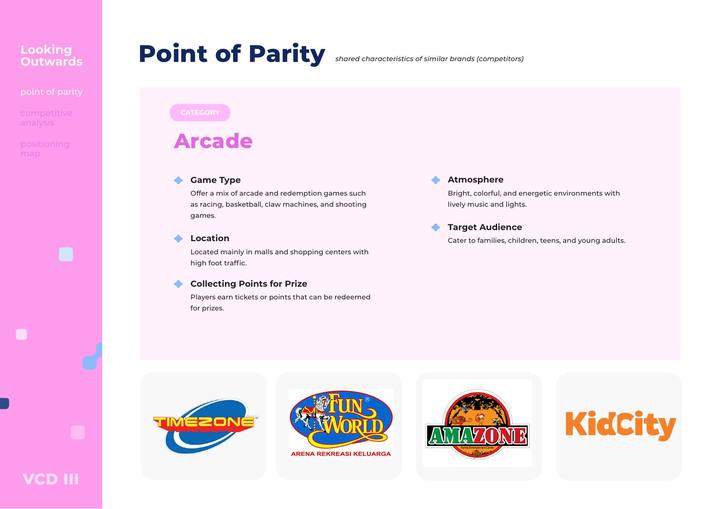 Looking
Outwards
point of parity
competitive
analysis
positioning
map
VCD III
Point of Parity
shared characteristics of similar brands (competitors)
CATEGORY
Arcade
Game Type
Offer a mix of arcade and redemption games such
as racing, basketball, claw machines, and shooting
games.
Location
Located mainly in malls and shopping centers with
high foot traffic.
Collecting Points for Prize
Players earn tickets or points that can be redeemed
for prizes.
Atmosphere
Bright, colorful, and energetic environments with
lively music and lights.
Target Audience
Cater to families, children, teens, and young adults.
TIMEZONE
FUN
WORLD
ARENA REKREASI KELUARGA
AMAZONE
KidCity